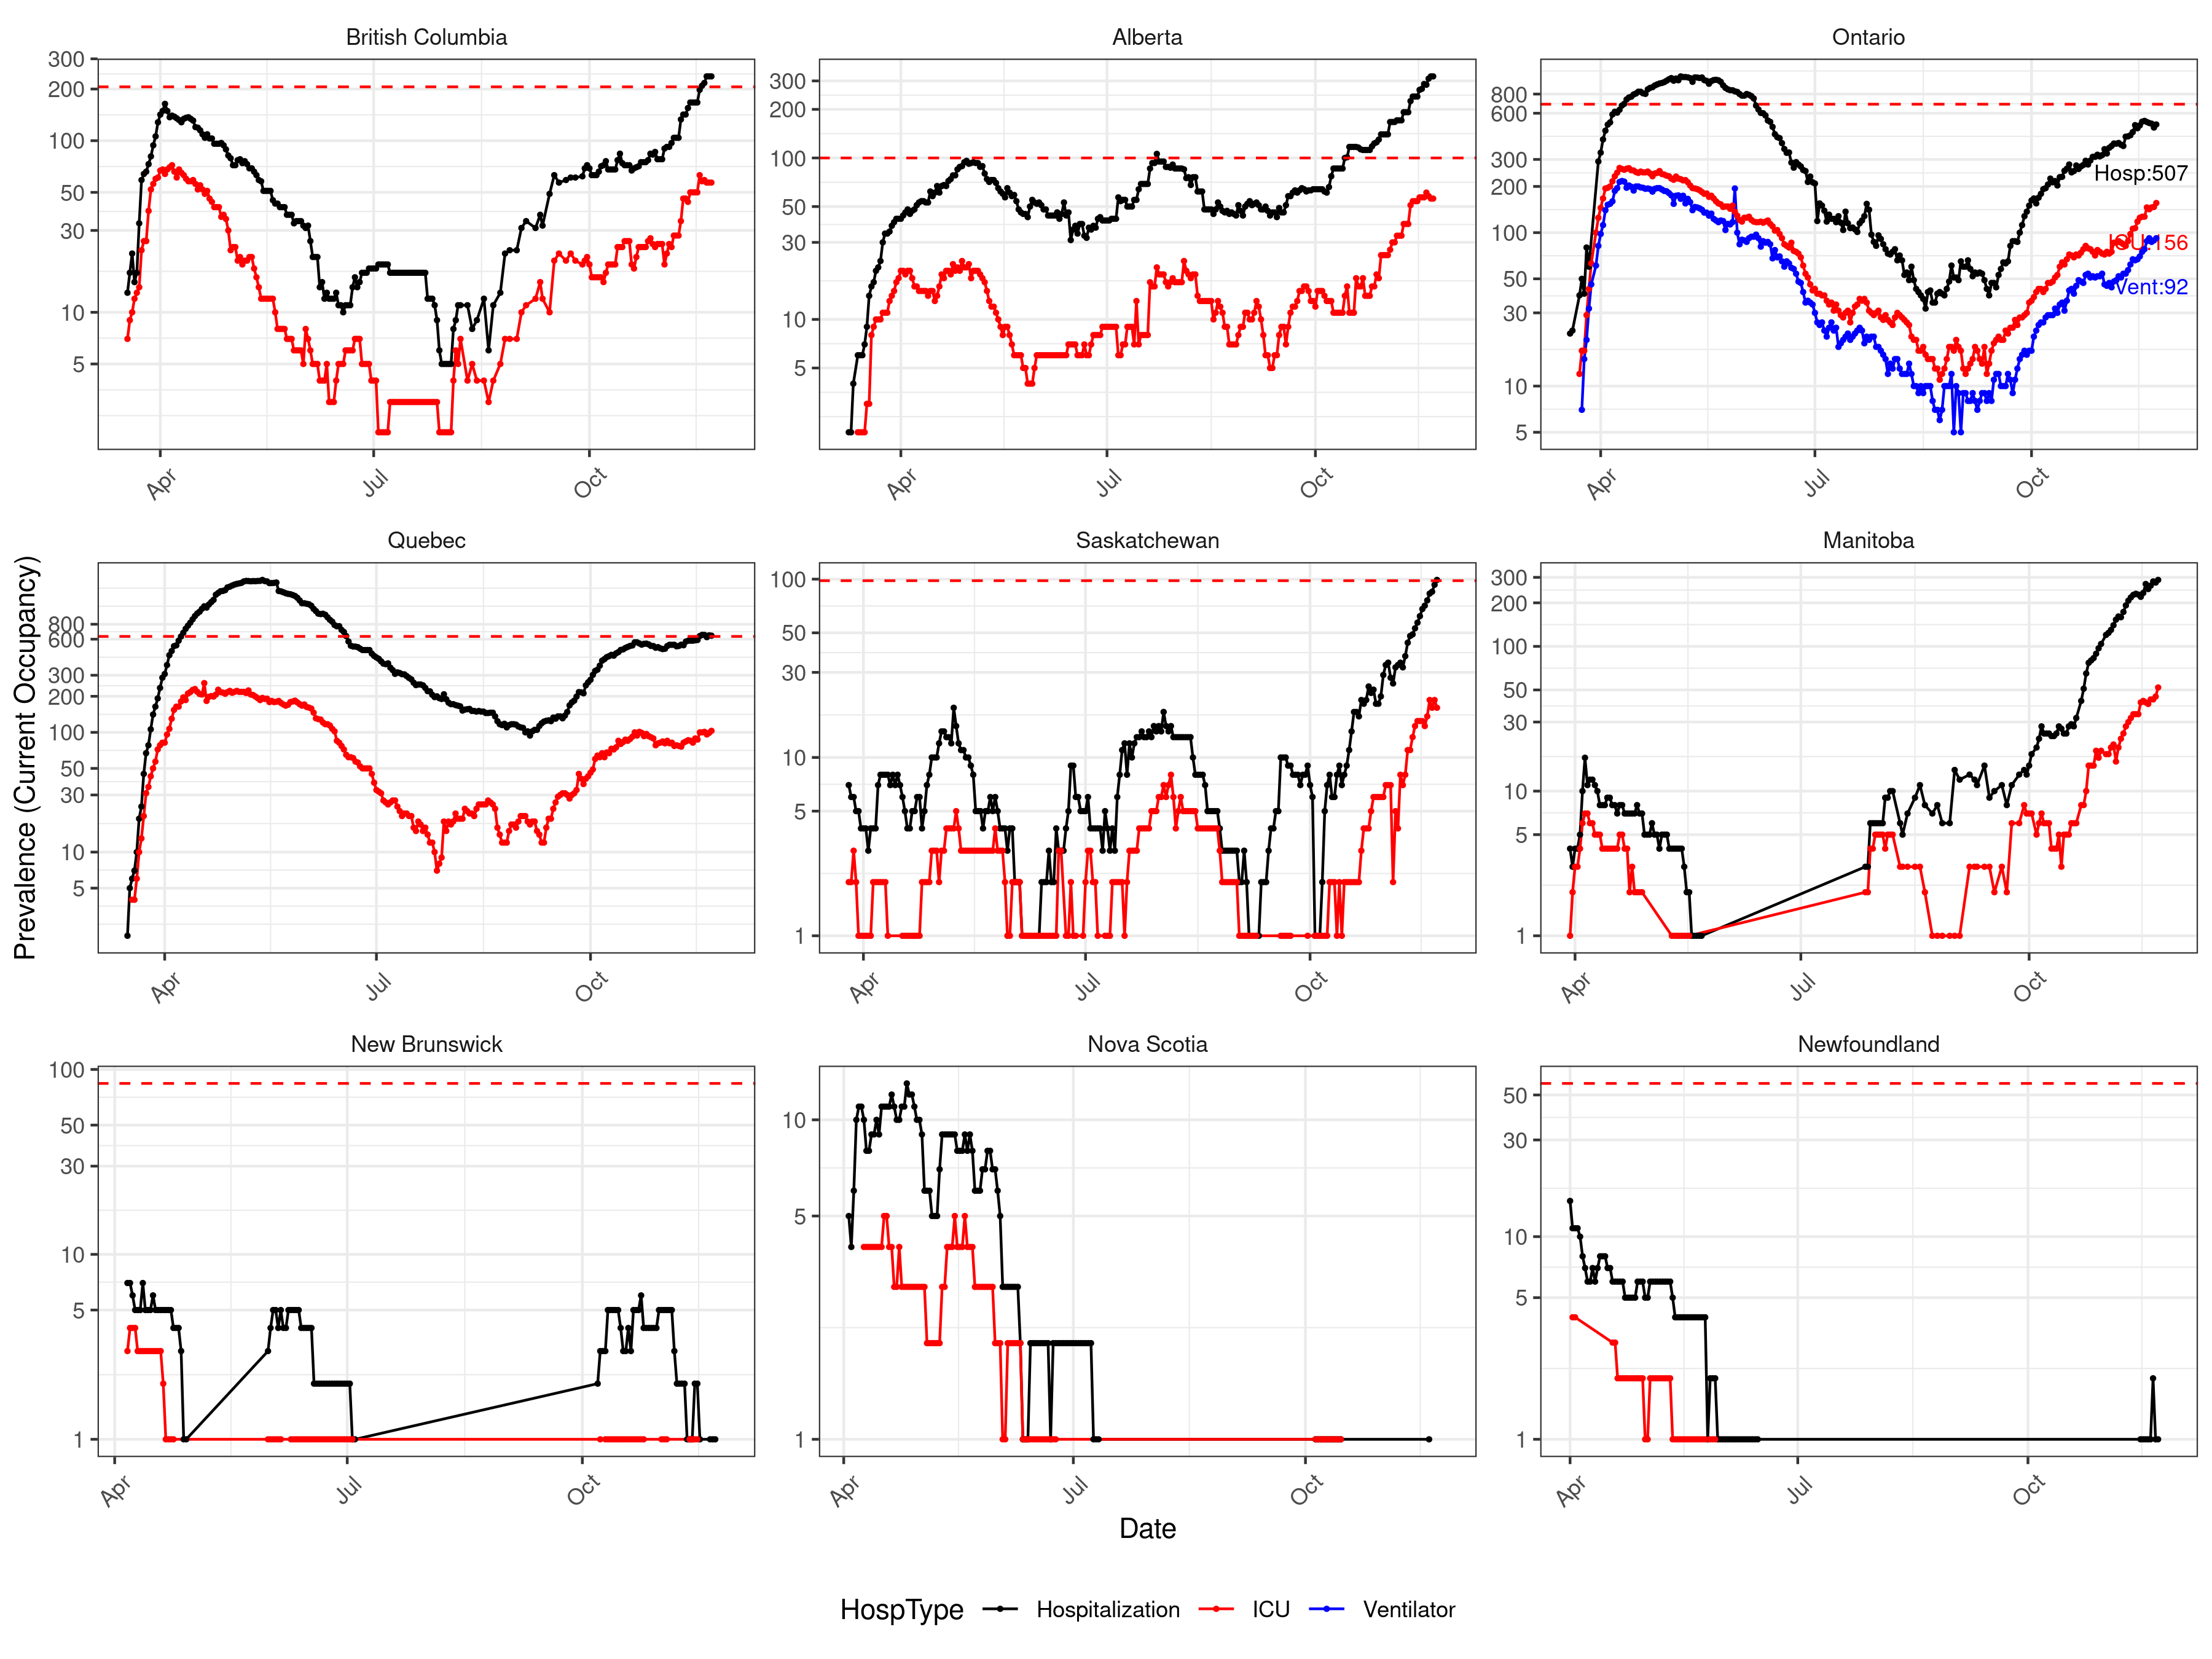 British Columbia
Alberta
Ontario
300
200
100
50
30
10
5
Apr
Jul
Oct
300
200
100
50
30
10
5
Apr
Jul
Oct
800
600
300
200
100
50
30
10
5
Hosp:507
ICU:156
Vent:92
Apr
Jul
Oct
Prevalence (Current Occupancy)
Quebec
Saskatchewan
Manitoba
800
600
300
200
100
50
30
10
5
Apr
Jul
Oct
100
50
30
10
5
1
Apr
Jul
Oct
300
200
100
50
30
10
5
1
Apr
Jul
Oct
New Brunswick
Nova Scotia
Newfoundland
100
50
30
10
5
1
Apr
Jul
Oct
10
5
1
Apr
Jul
Oct
50
30
10
5
1
Apr
Jul
Oct
Date
HospType Hospitalization ICU Ventilator